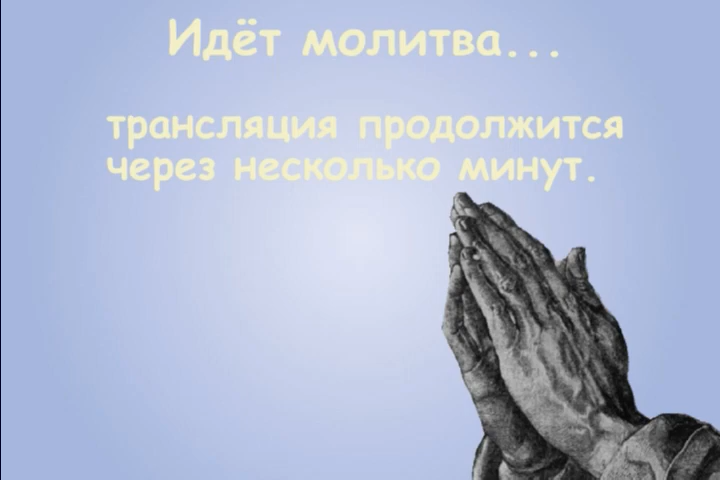 Идёт молитва...
трансляция продолжится
через несколько минут.